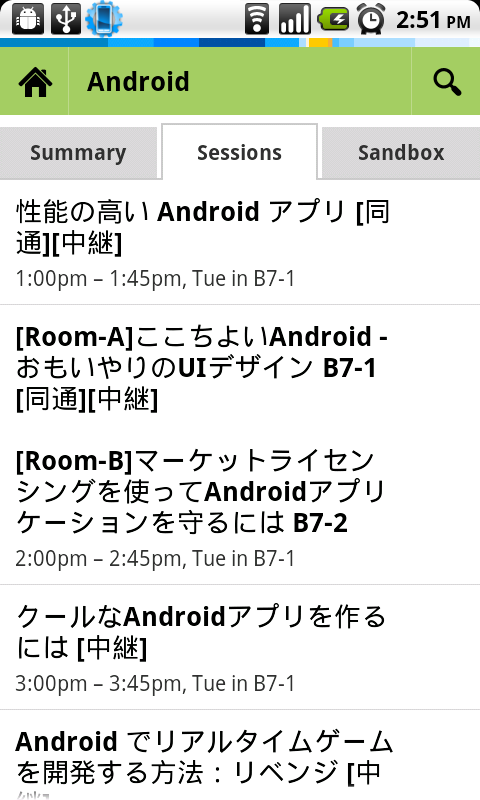 2:51 PM
Android
Summary
Sessions
Sandbox
性能の高い Android アプリ [同
通][中継]
1:00pm – 1:45pm, Tue in B7-1
[Room-A]ここちよいAndroid -
おもいやりのUIデザイン B7-1
[同通][中継]
[Room-B]マーケットライセン
シングを使ってAndroidアプリ
ケーションを守るには B7-2
2:00pm – 2:45pm, Tue in B7-1
クールなAndroidアプリを作る
には [中継]
3:00pm – 3:45pm, Tue in B7-1
Android でリアルタイムゲーム
を開発する方法：リベンジ [中